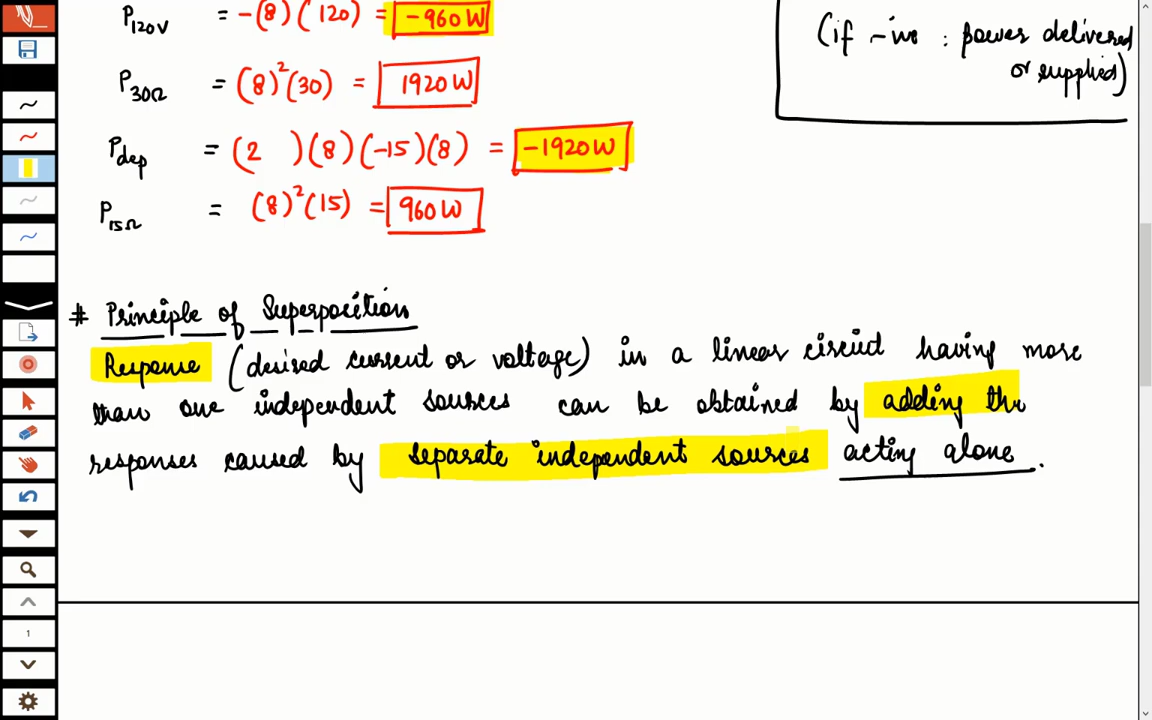 P120V = -(8)(120) = -960 W
(if -ive : power delivered
or supplied)
P30Ω = (8)²(30) = 1920 W
Pdep = (2 )(8)(-15)(8) = -1920 W
P15Ω = (8)²(15) = 960 W
# Principle of Superposition
Response (desired current or voltage) in a linear circuit having more
than one independent sources can be obtained by adding the
responses caused by separate independent sources acting alone.
1